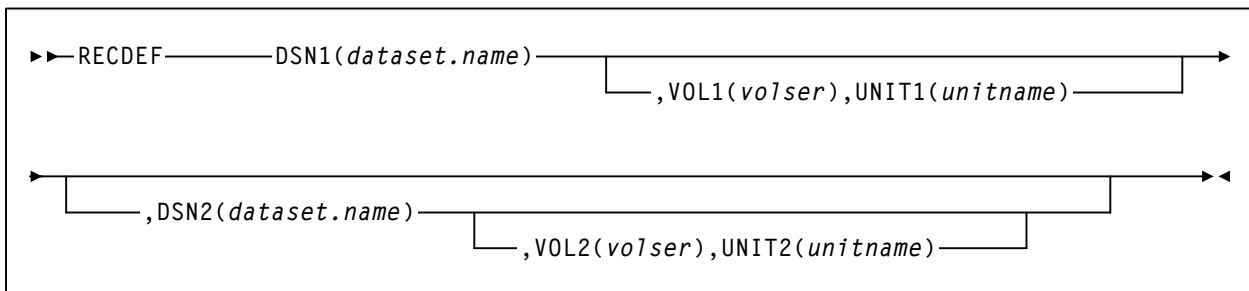 RECDEF DSN1(dataset.name)
,VOL1(volser),UNIT1(unitname)
,DSN2(dataset.name)
,VOL2(volser),UNIT2(unitname)